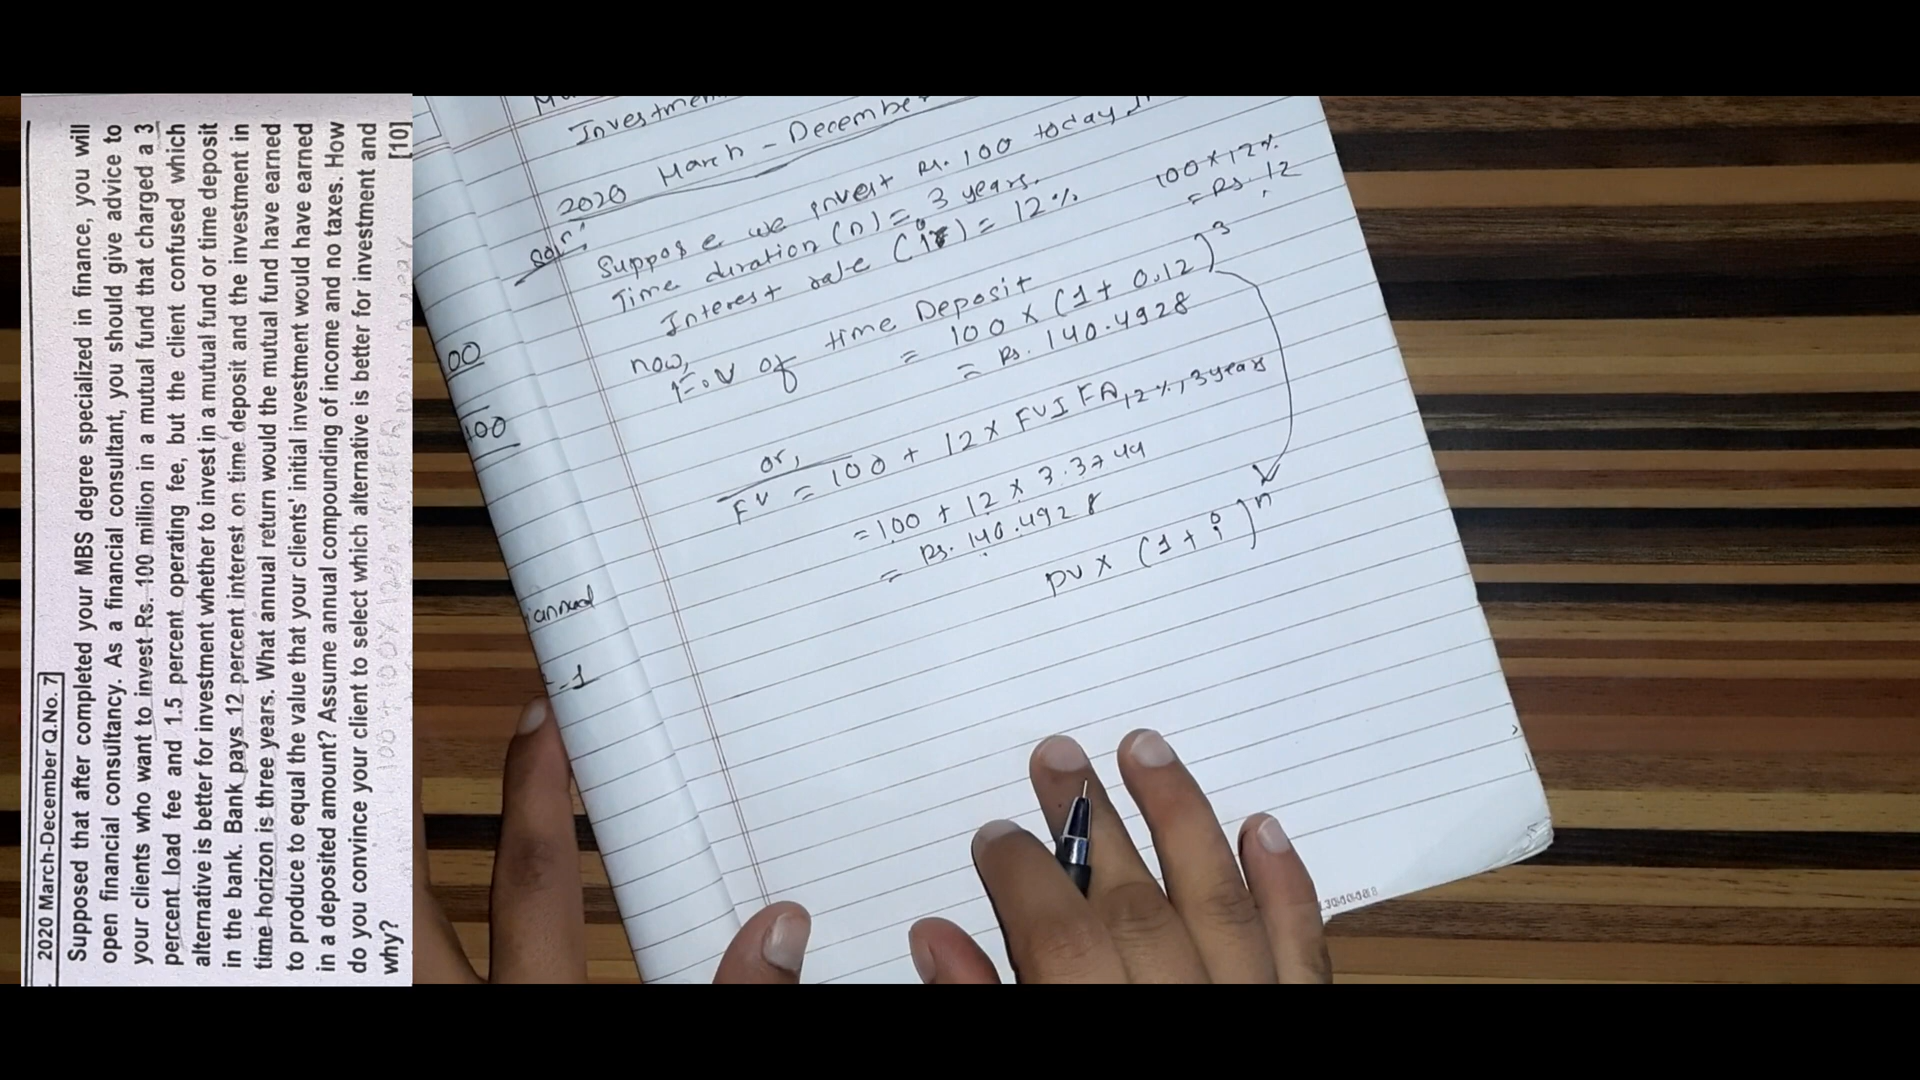 2020 March-December Q.No. 7
Supposed that after completed your MBS degree specialized in finance, you will
open financial consultancy. As a financial consultant, you should give advice to
your clients who want to invest Rs. 100 million in a mutual fund that charged a 3
percent load fee and 1.5 percent operating fee, but the client confused which
alternative is better for investment whether to invest in a mutual fund or time deposit
in the bank. Bank pays 12 percent interest on time deposit and the investment in
time horizon is three years. What annual return would the mutual fund have earned
to produce to equal the value that your clients' initial investment would have earned
in a deposited amount? Assume annual compounding of income and no taxes. How
do you convince your client to select which alternative is better for investment and
why? [10]
2020 March - December
Soln:
Suppose we invest Rs. 100 today
Time duration (n) = 3 years.
Interest rate (i) = 12%
100 × 12%
= Rs. 12
now,
F.V of time Deposit
= 100 × (1 + 0.12)³
= Rs. 140.4928
or,
FV = 100 + 12 × FVIFA 12%, 3 years
= 100 + 12 × 3.3744
= Rs. 140.4928
PV × (1 + i)ⁿ
00
100
annual
-1